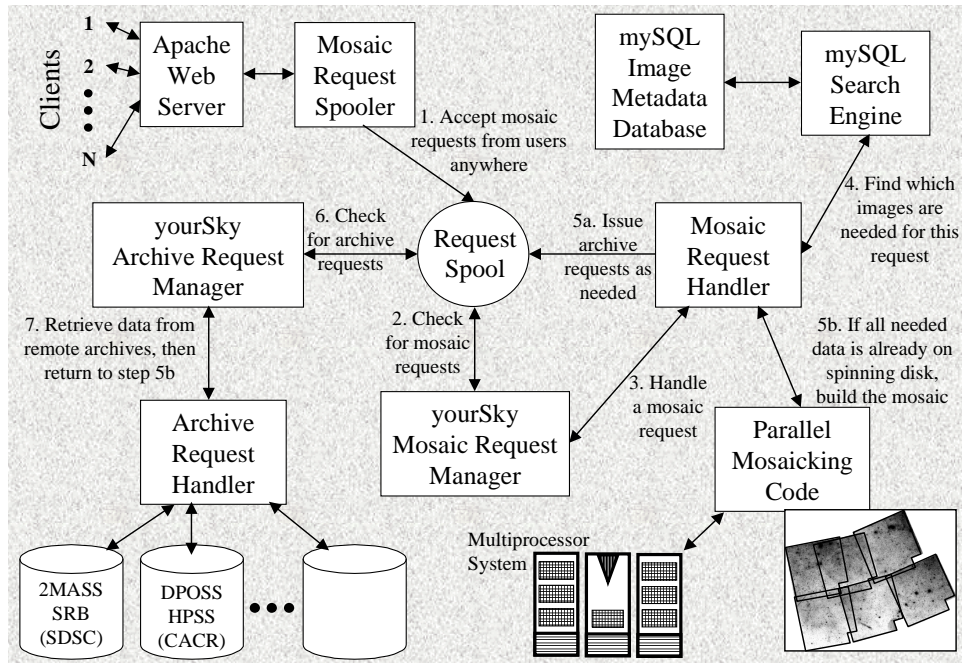 Clients
1
2
N
Apache
Web
Server
Mosaic
Request
Spooler
mySQL
Image
Metadata
Database
mySQL
Search
Engine
1. Accept mosaic
requests from users
anywhere
4. Find which
images are
needed for this
request
yourSky
Archive Request
Manager
6. Check
for archive
requests
Request
Spool
5a. Issue
archive
requests as
needed
Mosaic
Request
Handler
7. Retrieve data from
remote archives, then
return to step 5b
2. Check
for mosaic
requests
3. Handle
a mosaic
request
5b. If all needed
data is already on
spinning disk,
build the mosaic
Archive
Request
Handler
yourSky
Mosaic Request
Manager
Parallel
Mosaicking
Code
Multiprocessor
System
2MASS
SRB
(SDSC)
DPOSS
HPSS
(CACR)